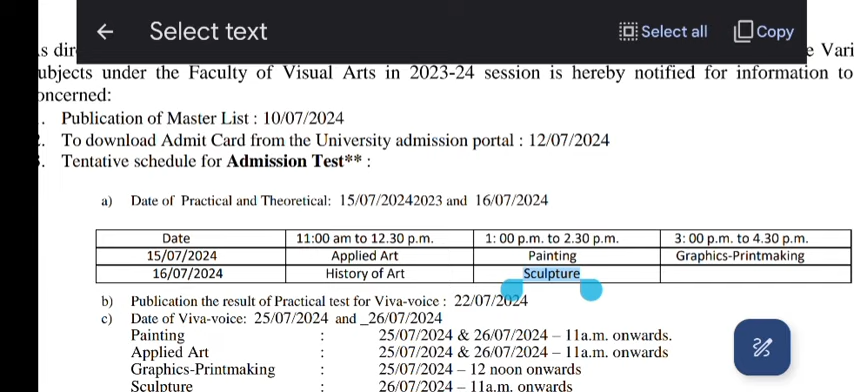 Select text
Select all
Copy
s dir e Vari
ubjects under the Faculty of Visual Arts in 2023-24 session is hereby notified for information to
oncerned:
. Publication of Master List : 10/07/2024
. To download Admit Card from the University admission portal : 12/07/2024
. Tentative schedule for Admission Test** :
a) Date of Practical and Theoretical: 15/07/20242023 and 16/07/2024
Date 11:00 am to 12.30 p.m. 1: 00 p.m. to 2.30 p.m. 3: 00 p.m. to 4.30 p.m.
15/07/2024 Applied Art Painting Graphics-Printmaking
16/07/2024 History of Art Sculpture
b) Publication the result of Practical test for Viva-voice : 22/07/2024
c) Date of Viva-voice: 25/07/2024 and _26/07/2024
Painting : 25/07/2024 & 26/07/2024 – 11a.m. onwards.
Applied Art : 25/07/2024 & 26/07/2024 – 11a.m. onwards
Graphics-Printmaking : 25/07/2024 – 12 noon onwards
Sculpture : 26/07/2024 – 11a.m. onwards